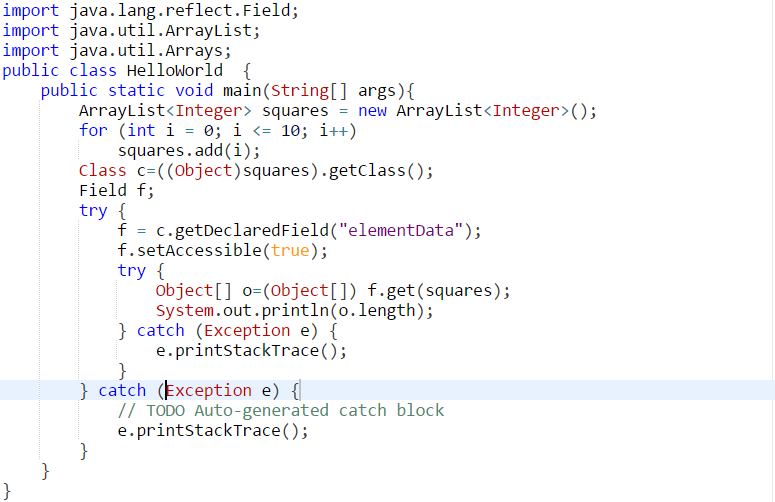 import java.lang.reflect.Field;
import java.util.ArrayList;
import java.util.Arrays;
public class HelloWorld  {
    public static void main(String[] args){
        ArrayList<Integer> squares = new ArrayList<Integer>();
        for (int i = 0; i <= 10; i++)
            squares.add(i);
        Class c=((Object)squares).getClass();
        Field f;
        try {
            f = c.getDeclaredField("elementData");
            f.setAccessible(true);
            try {
                Object[] o=(Object[]) f.get(squares);
                System.out.println(o.length);
            } catch (Exception e) {
                e.printStackTrace();
            }
        } catch (Exception e) {
            // TODO Auto-generated catch block
            e.printStackTrace();
        }
    }
}